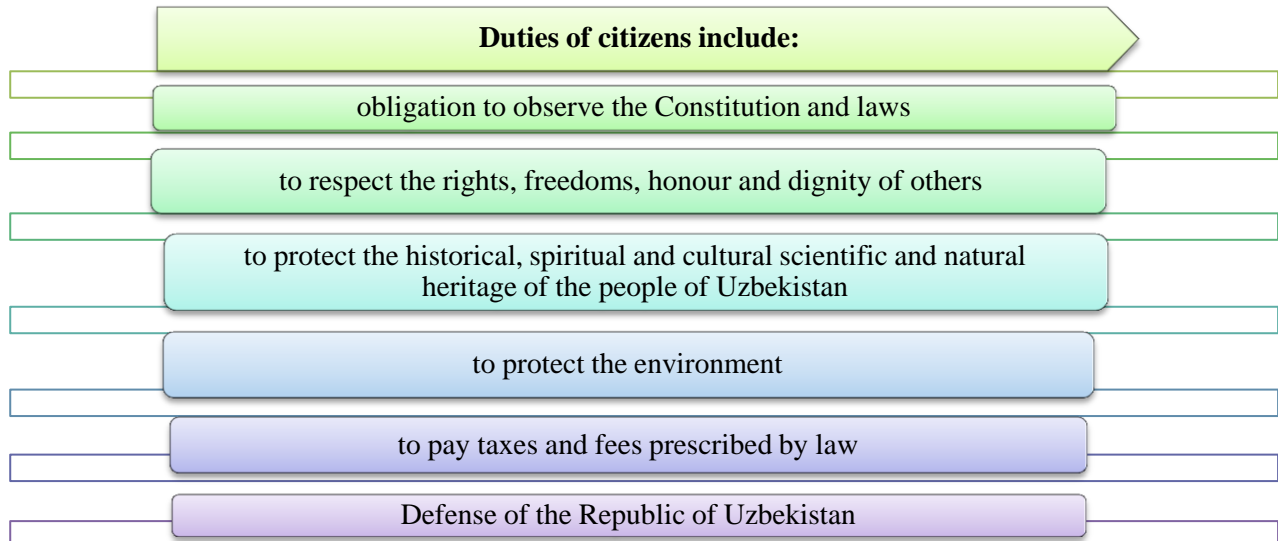 Duties of citizens include:
obligation to observe the Constitution and laws
to respect the rights, freedoms, honour and dignity of others
to protect the historical, spiritual and cultural scientific and natural
heritage of the people of Uzbekistan
to protect the environment
to pay taxes and fees prescribed by law
Defense of the Republic of Uzbekistan